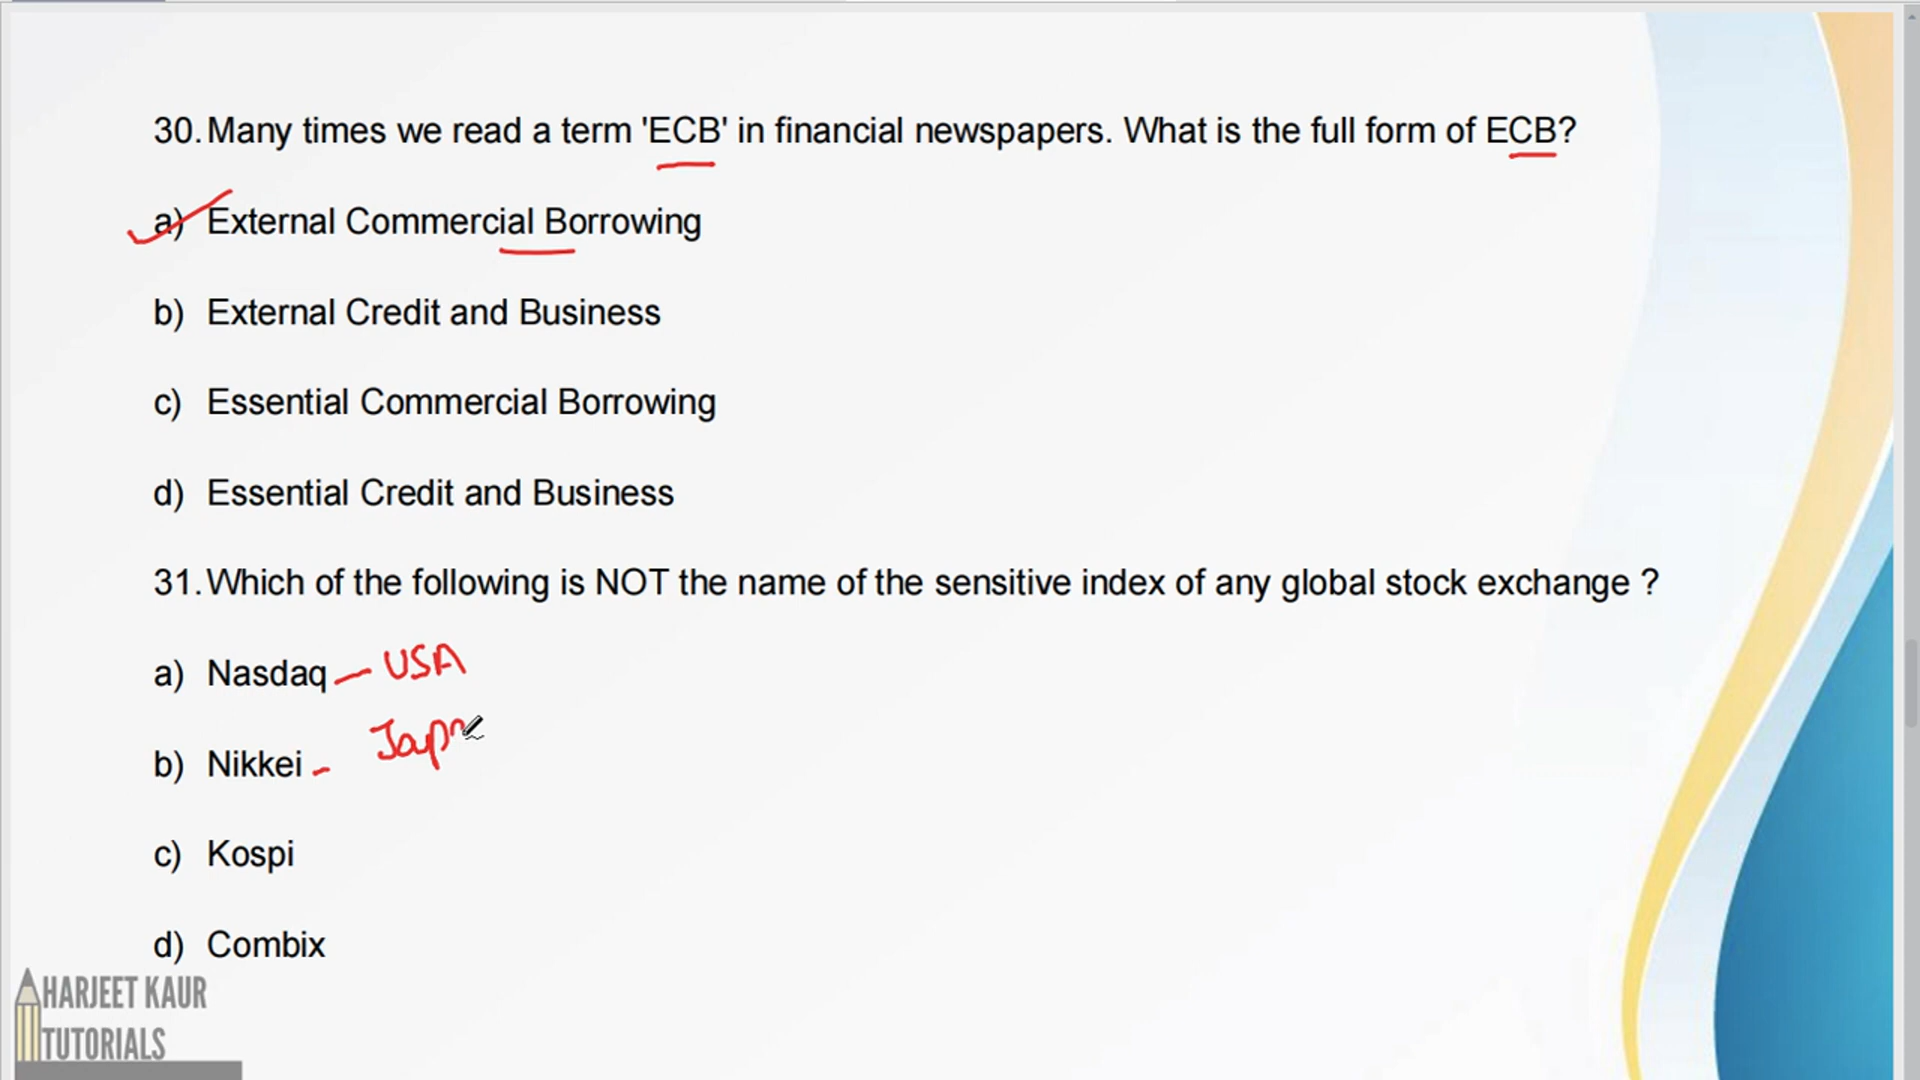 30. Many times we read a term 'ECB' in financial newspapers. What is the full form of ECB?
a) External Commercial Borrowing
b) External Credit and Business
c) Essential Commercial Borrowing
d) Essential Credit and Business
31. Which of the following is NOT the name of the sensitive index of any global stock exchange ?
a) Nasdaq — USA
b) Nikkei -
c) Kospi
d) Combix
HARJEET KAUR
TUTORIALS